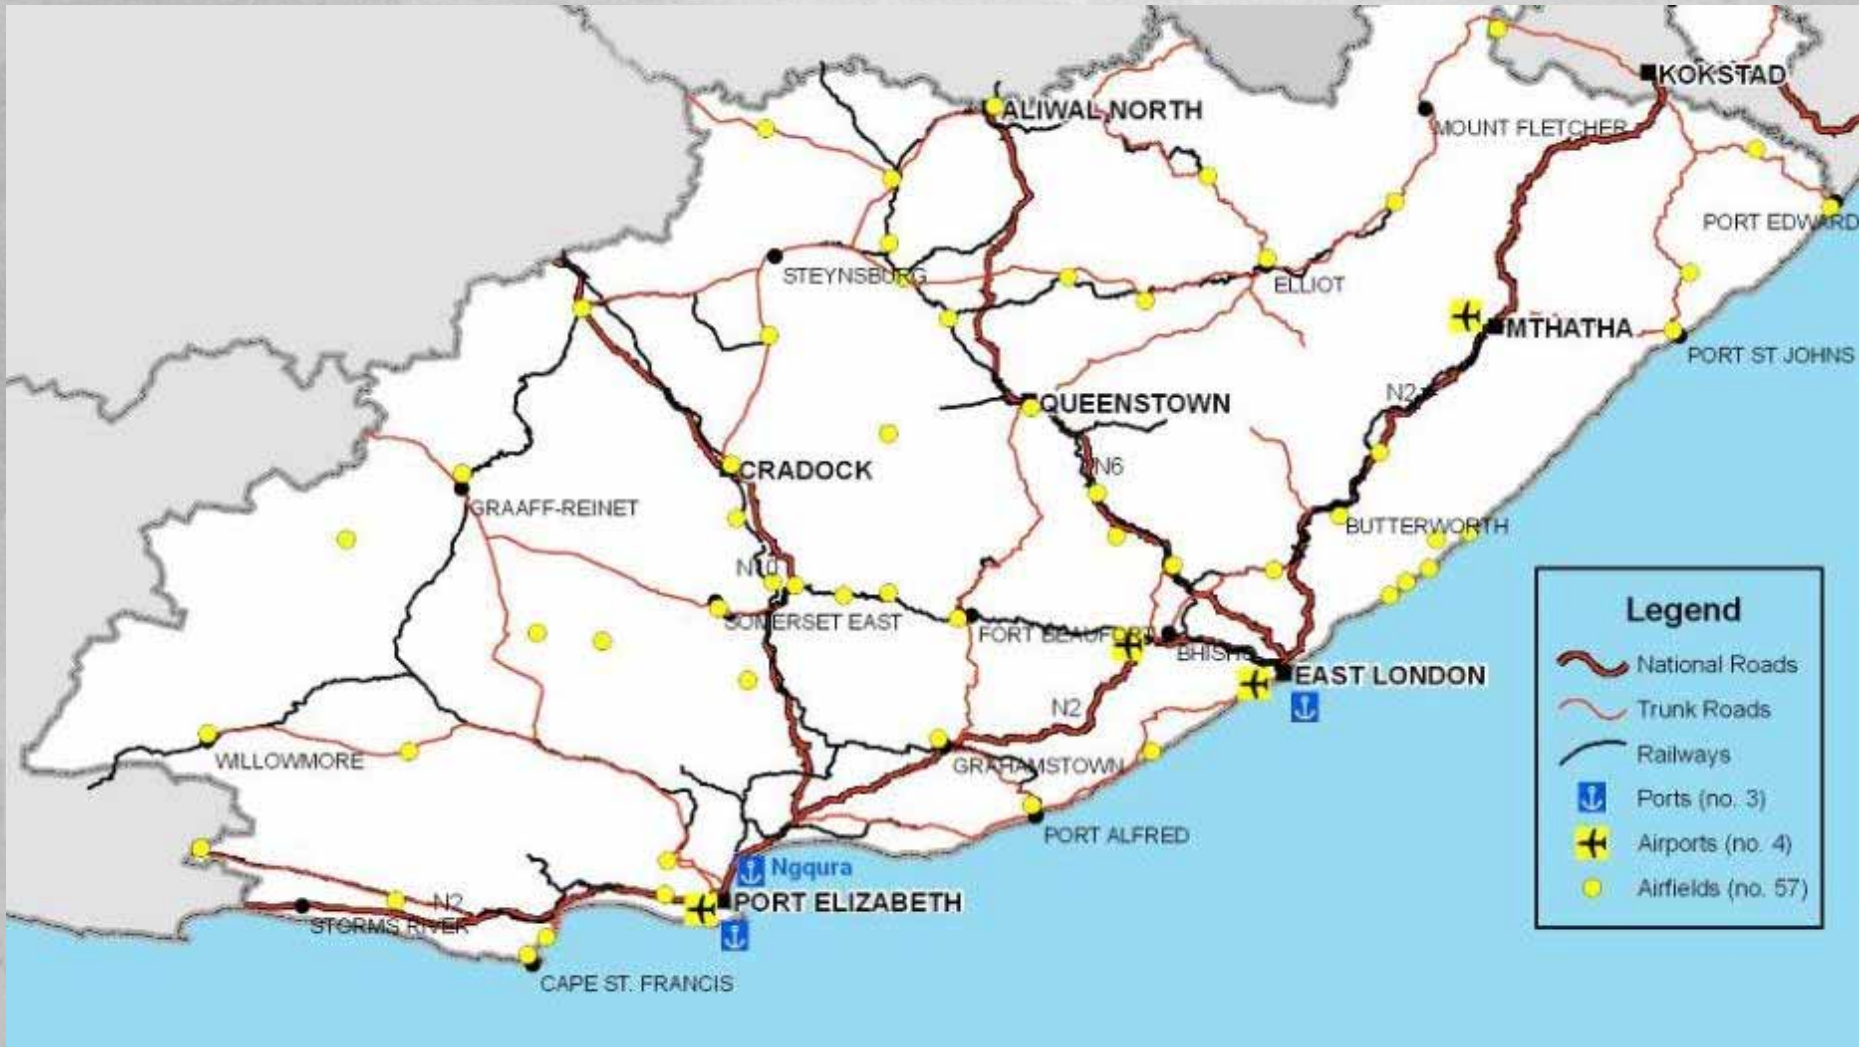 KOKSTAD
ALIWAL NORTH
MOUNT FLETCHER
PORT EDWARD
STEYNSBURG
ELLIOT
MTHATHA
PORT ST JOHNS
N2
QUEENSTOWN
N6
CRADOCK
GRAAFF-REINET
BUTTERWORTH
N10
SOMERSET EAST
FORT BEAUFORT
BHISHO
EAST LONDON
N2
WILLOWMORE
GRAHAMSTOWN
PORT ALFRED
Ngqura
N2
PORT ELIZABETH
STORMS RIVER
CAPE ST. FRANCIS
Legend
National Roads
Trunk Roads
Railways
Ports (no. 3)
Airports (no. 4)
Airfields (no. 57)